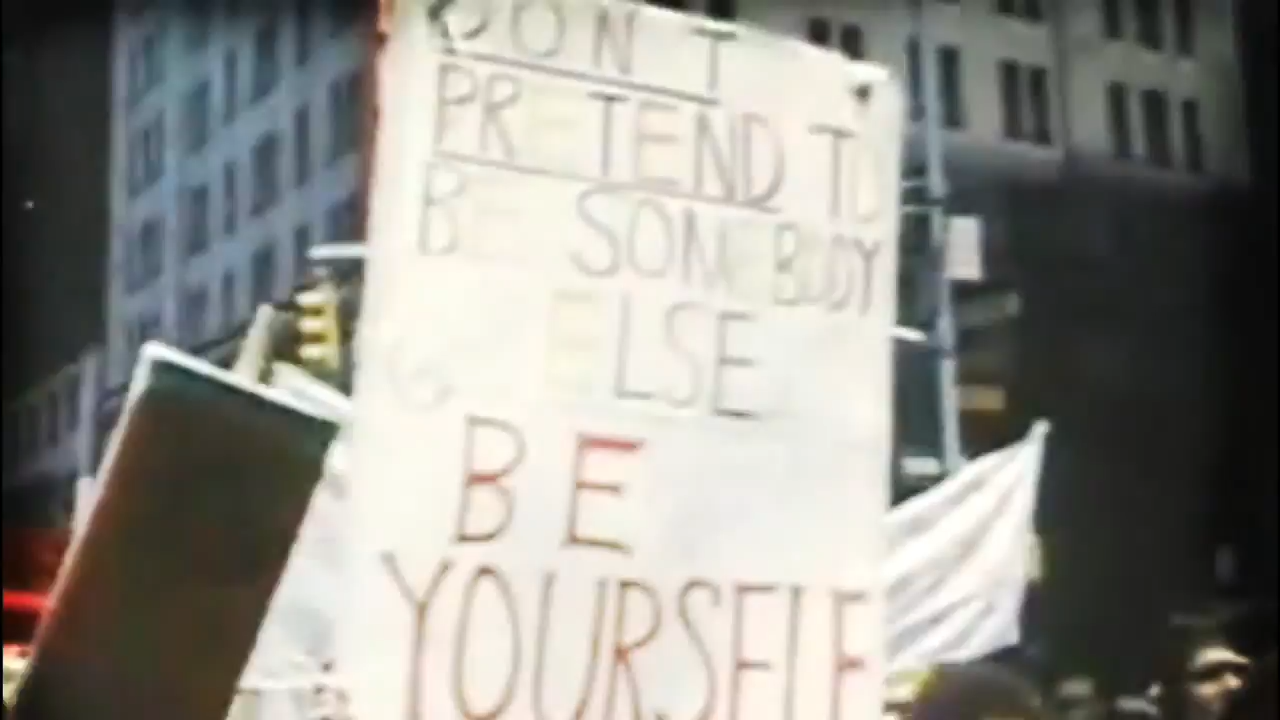 DON'T
PRETEND TO
BE SOMEBODY
ELSE
BE
YOURSELF